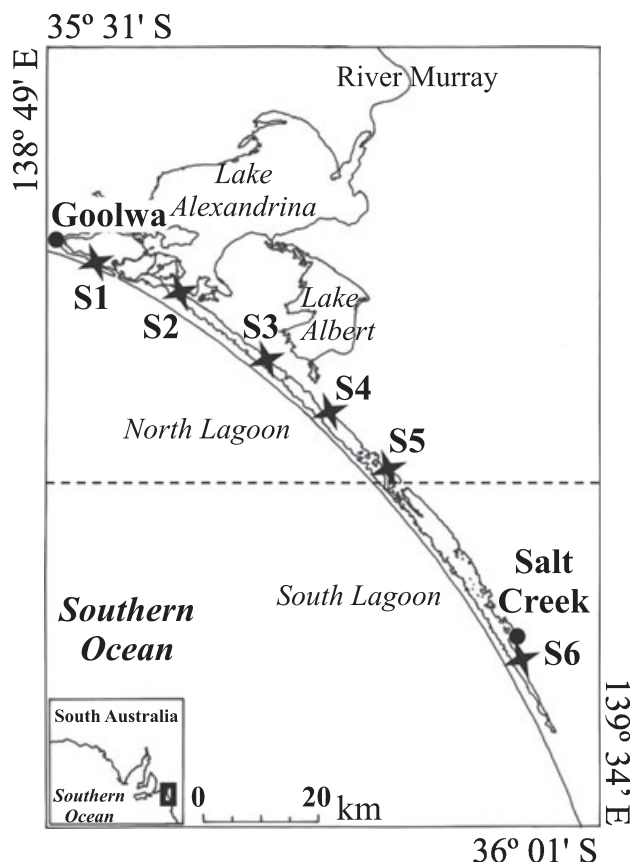 35º 31' S
138º 49' E
River Murray
Lake
Alexandrina
Goolwa
S1
S2
Lake
Albert
S3
S4
North Lagoon
S5
South Lagoon
Salt
Creek
Southern
Ocean
S6
South Australia
Southern
Ocean
0 20 km
139º 34’ E
36º 01' S